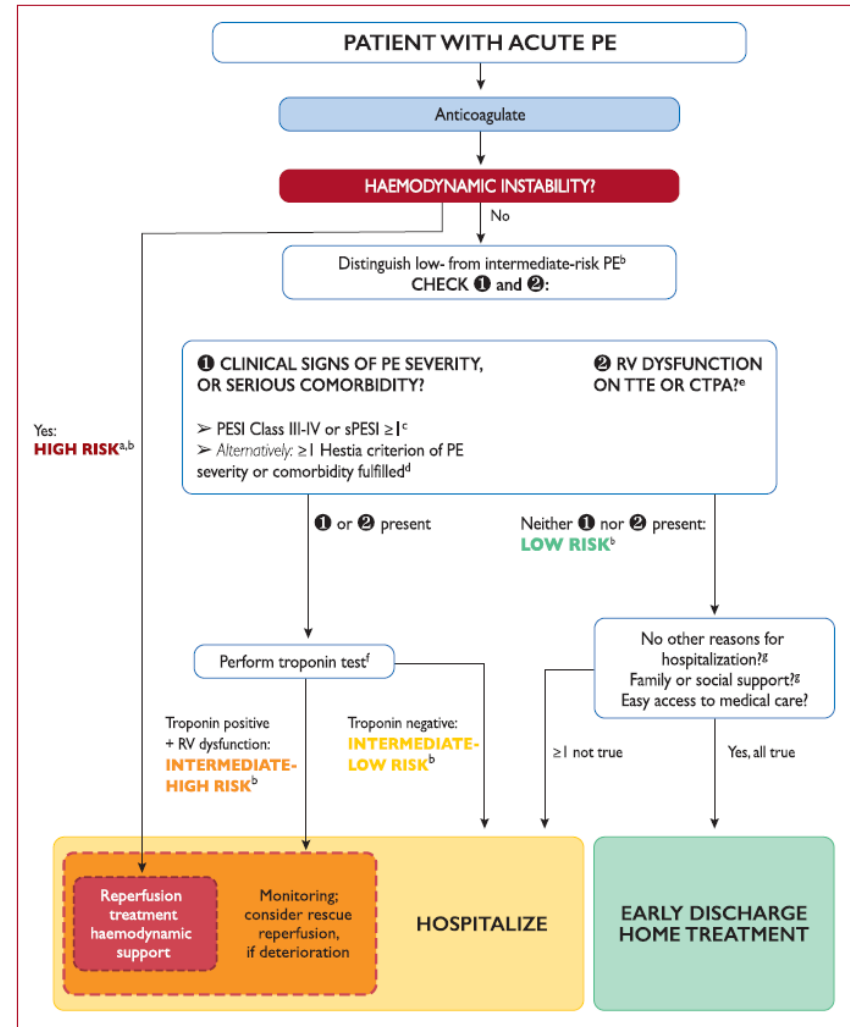 PATIENT WITH ACUTE PE
Anticoagulate
HAEMODYNAMIC INSTABILITY?
No
Distinguish low- from intermediate-risk PEᵇ
CHECK ❶ and ❷:
❶ CLINICAL SIGNS OF PE SEVERITY,
OR SERIOUS COMORBIDITY?
➢ PESI Class III-IV or sPESI ≥1ᶜ
➢ Alternatively: ≥1 Hestia criterion of PE
severity or comorbidity fulfilledᵈ
❷ RV DYSFUNCTION
ON TTE OR CTPA?ᵉ
Yes:
HIGH RISKᵃ,ᵇ
❶ or ❷ present
Neither ❶ nor ❷ present:
LOW RISKᵇ
Perform troponin testᶠ
No other reasons for
hospitalization?ᵍ
Family or social support?ᵍ
Easy access to medical care?
Troponin positive
+ RV dysfunction:
INTERMEDIATE-
HIGH RISKᵇ
Troponin negative:
INTERMEDIATE-
LOW RISKᵇ
≥1 not true
Yes, all true
Reperfusion
treatment
haemodynamic
support
Monitoring;
consider rescue
reperfusion,
if deterioration
HOSPITALIZE
EARLY DISCHARGE
HOME TREATMENT